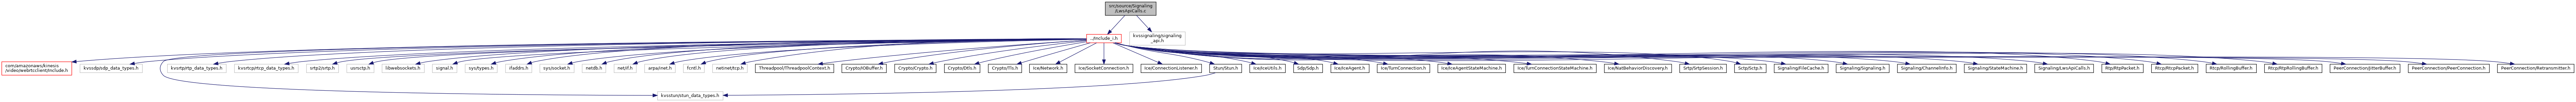 src/source/Signaling
/LwsApiCalls.c
../Include_i.h
kvssignaling/signaling
_api.h
com/amazonaws/kinesis
/video/webrtcclient/Include.h
kvssdp/sdp_data_types.h
kvsrtp/rtp_data_types.h
kvsrtcp/rtcp_data_types.h
srtp2/srtp.h
usrsctp.h
libwebsockets.h
signal.h
sys/types.h
ifaddrs.h
sys/socket.h
netdb.h
net/if.h
arpa/inet.h
fcntl.h
netinet/tcp.h
Threadpool/ThreadpoolContext.h
Crypto/IOBuffer.h
Crypto/Crypto.h
Crypto/Dtls.h
Crypto/Tls.h
Ice/Network.h
Ice/SocketConnection.h
Ice/ConnectionListener.h
Stun/Stun.h
Ice/IceUtils.h
Sdp/Sdp.h
Ice/IceAgent.h
Ice/TurnConnection.h
Ice/IceAgentStateMachine.h
Ice/TurnConnectionStateMachine.h
Ice/NatBehaviorDiscovery.h
Srtp/SrtpSession.h
Sctp/Sctp.h
Signaling/FileCache.h
Signaling/Signaling.h
Signaling/ChannelInfo.h
Signaling/StateMachine.h
Signaling/LwsApiCalls.h
Rtp/RtpPacket.h
Rtcp/RtcpPacket.h
Rtcp/RollingBuffer.h
Rtcp/RtpRollingBuffer.h
PeerConnection/JitterBuffer.h
PeerConnection/PeerConnection.h
PeerConnection/Retransmitter.h
kvsstun/stun_data_types.h